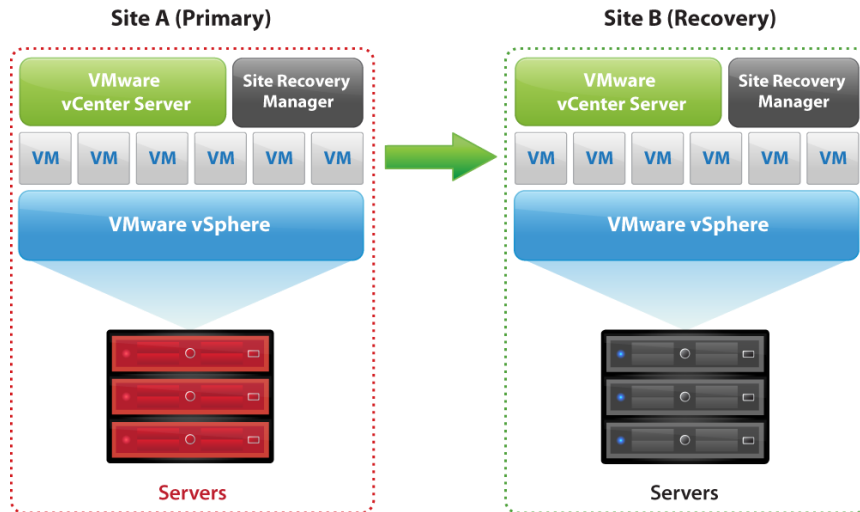 Site A (Primary)
VMware
vCenter Server
Site Recovery
Manager
VM VM VM VM VM VM
VMware vSphere
Servers
Site B (Recovery)
VMware
vCenter Server
Site Recovery
Manager
VM VM VM VM VM VM
VMware vSphere
Servers